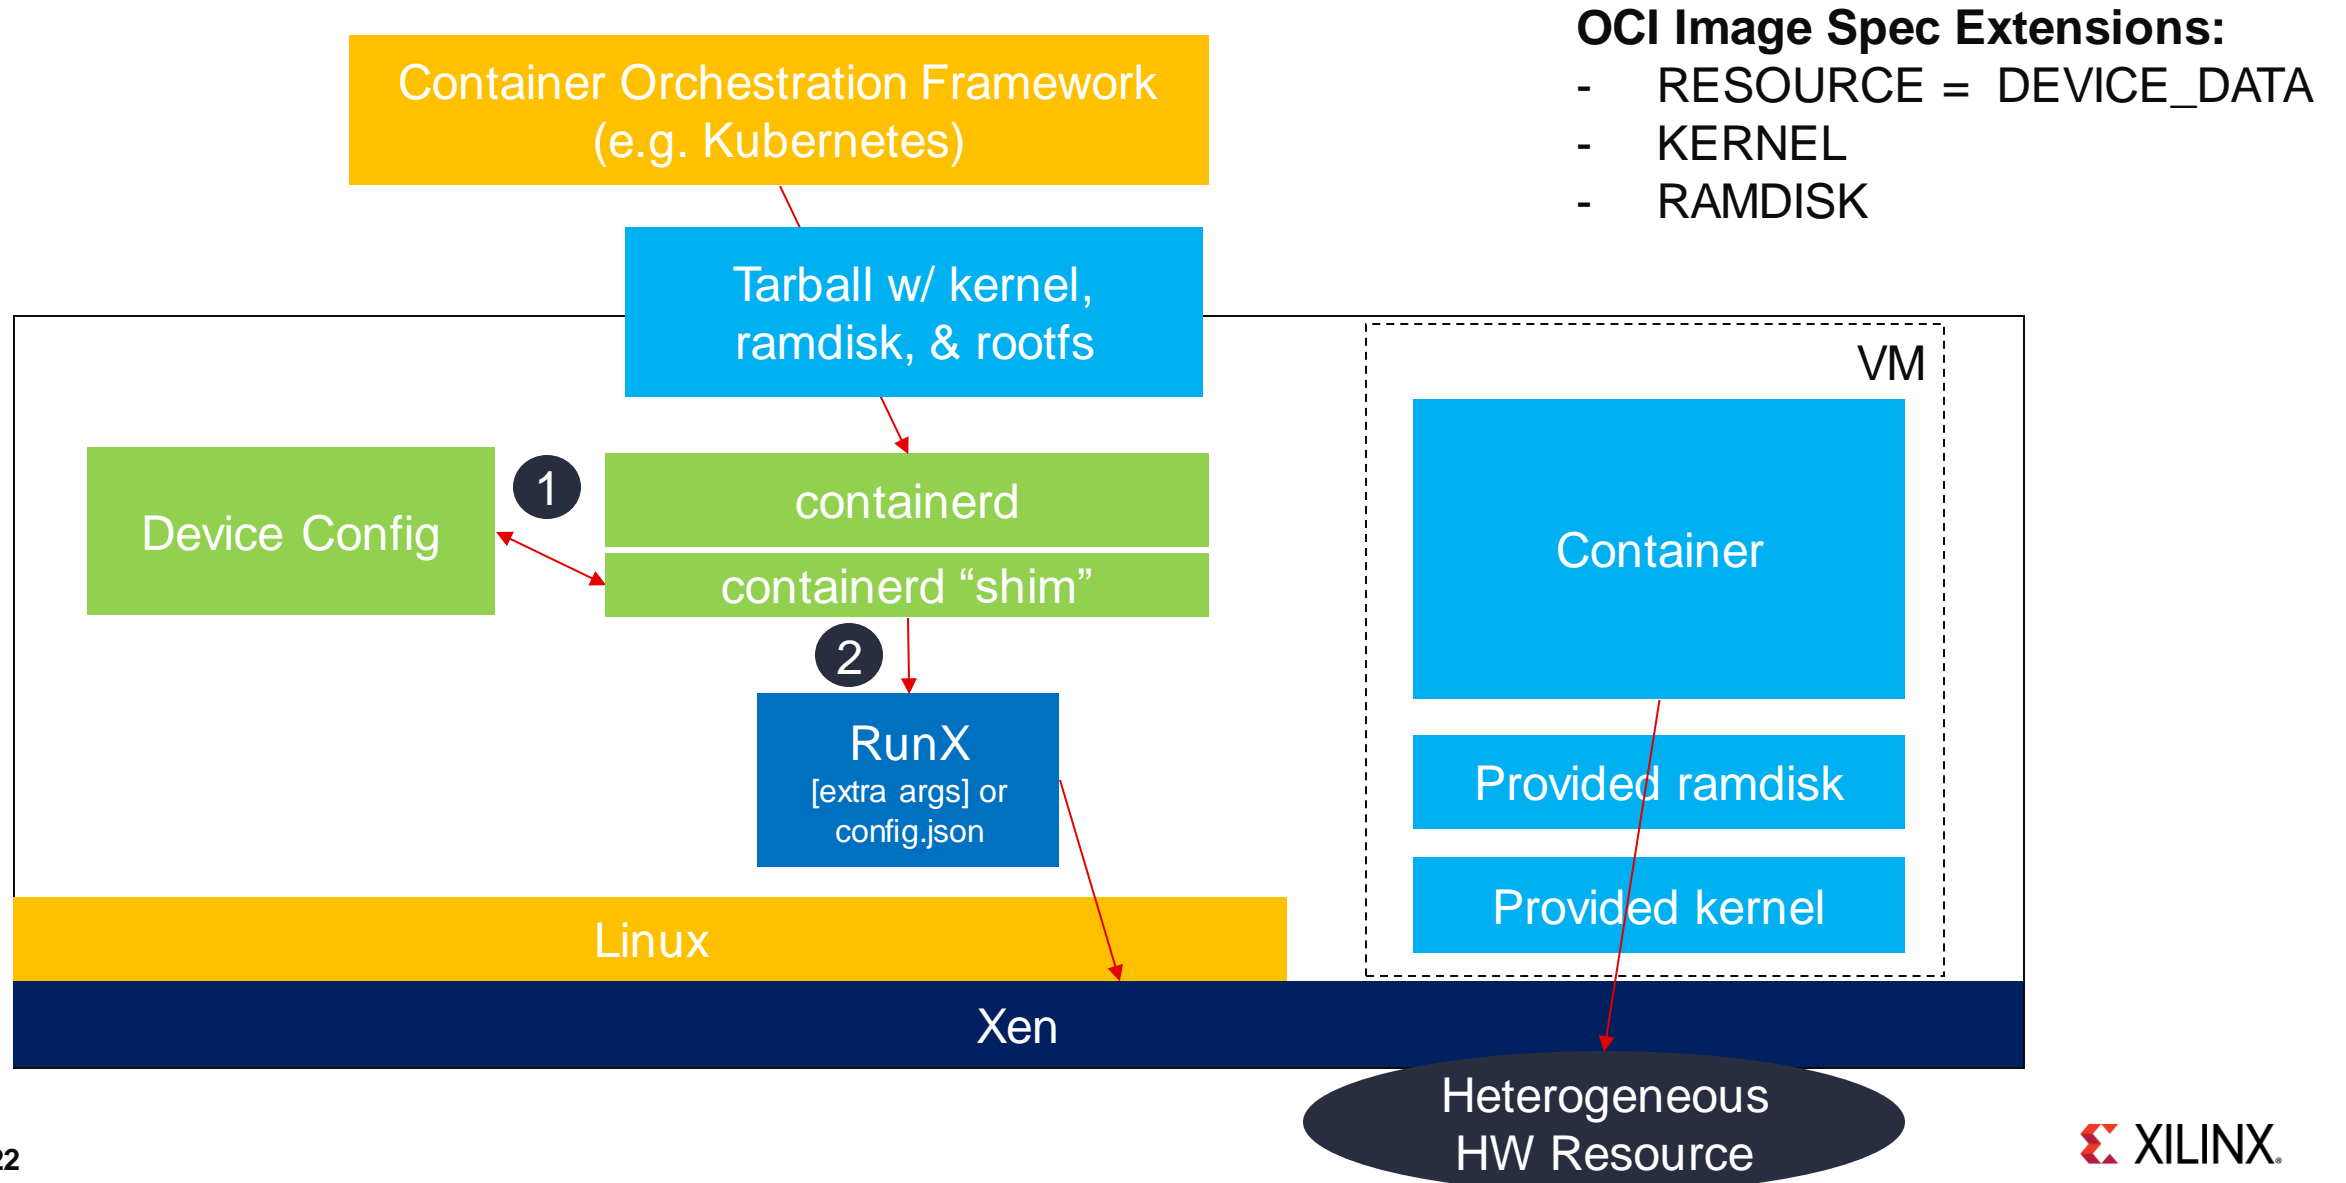 OCI Image Spec Extensions:
- RESOURCE = DEVICE_DATA
- KERNEL
- RAMDISK
Container Orchestration Framework
(e.g. Kubernetes)
Tarball w/ kernel,
ramdisk, & rootfs
VM
Device Config
1
containerd
containerd “shim”
2
RunX
[extra args] or
config.json
Container
Provided ramdisk
Provided kernel
Linux
Xen
Heterogeneous
HW Resource
22
XILINX.